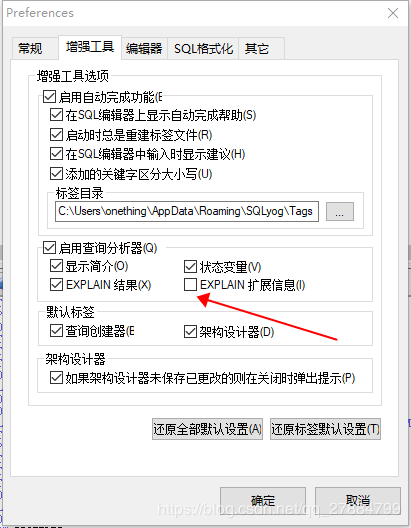 Preferences
常规 增强工具 编辑器 SQL格式化 其它
增强工具选项
启用自动完成功能(E
在SQL编辑器上显示自动完成帮助(S)
启动时总是重建标签文件(R)
在SQL编辑器中输入时显示建议(H)
添加的关键字区分大小写(U)
标签目录
C:\Users\onething\AppData\Roaming\SQLyog\Tags ...
启用查询分析器(Q)
显示简介(O) 状态变量(V)
EXPLAIN 结果(X) EXPLAIN 扩展信息(I)
默认标签
查询创建器(E 架构设计器(D)
架构设计器
如果架构设计器未保存已更改的则在关闭时弹出提示(P)
还原全部默认设置(A) 还原标签默认设置(T)
https://blog.csdn.net/qq_27884799
确定 取消